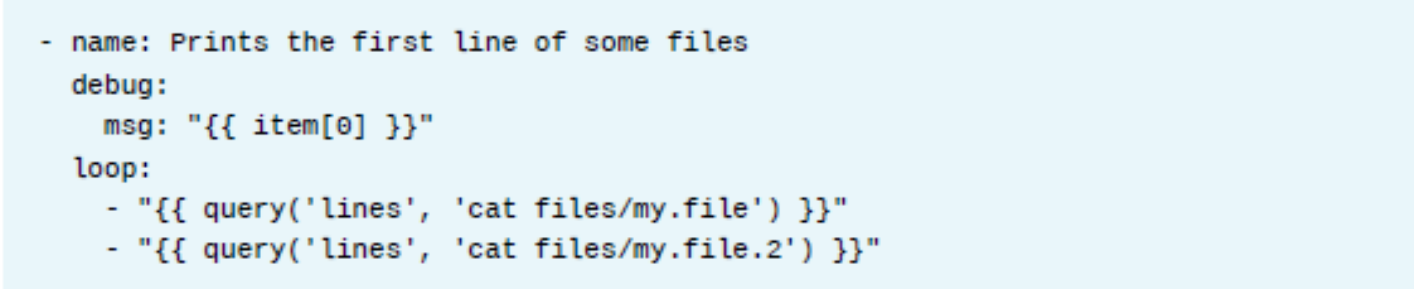 - name: Prints the first line of some files
  debug:
    msg: "{{ item[0] }}"
  loop:
    - "{{ query('lines', 'cat files/my.file') }}"
    - "{{ query('lines', 'cat files/my.file.2') }}"